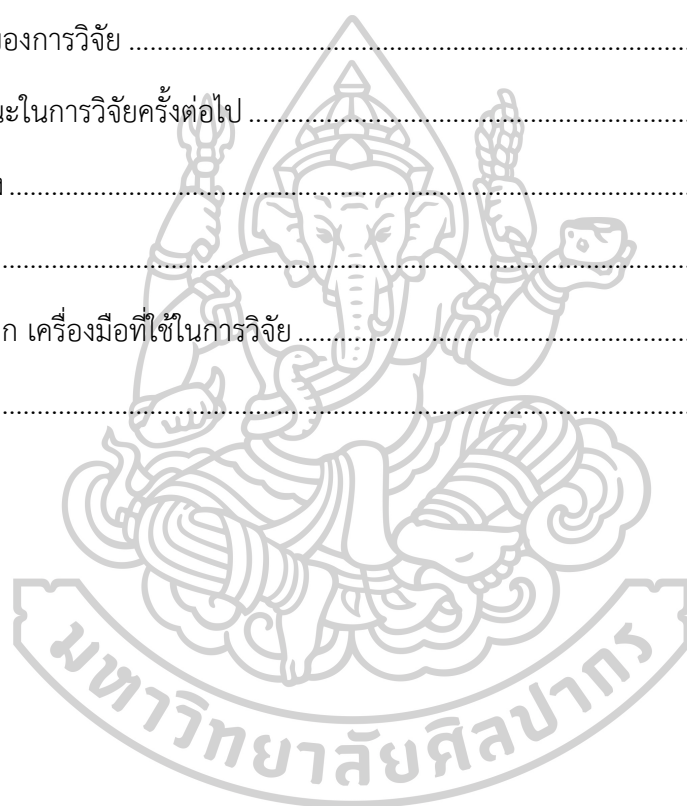 องการวิจัย ................................................................................
ะในการวิจัยครั้งต่อไป ................................................................
................................................................................................
................................................................................................
ก เครื่องมือที่ใช้ในการวิจัย .........................................................
................................................................................................
มหาวิทยาลัยศิลปากร